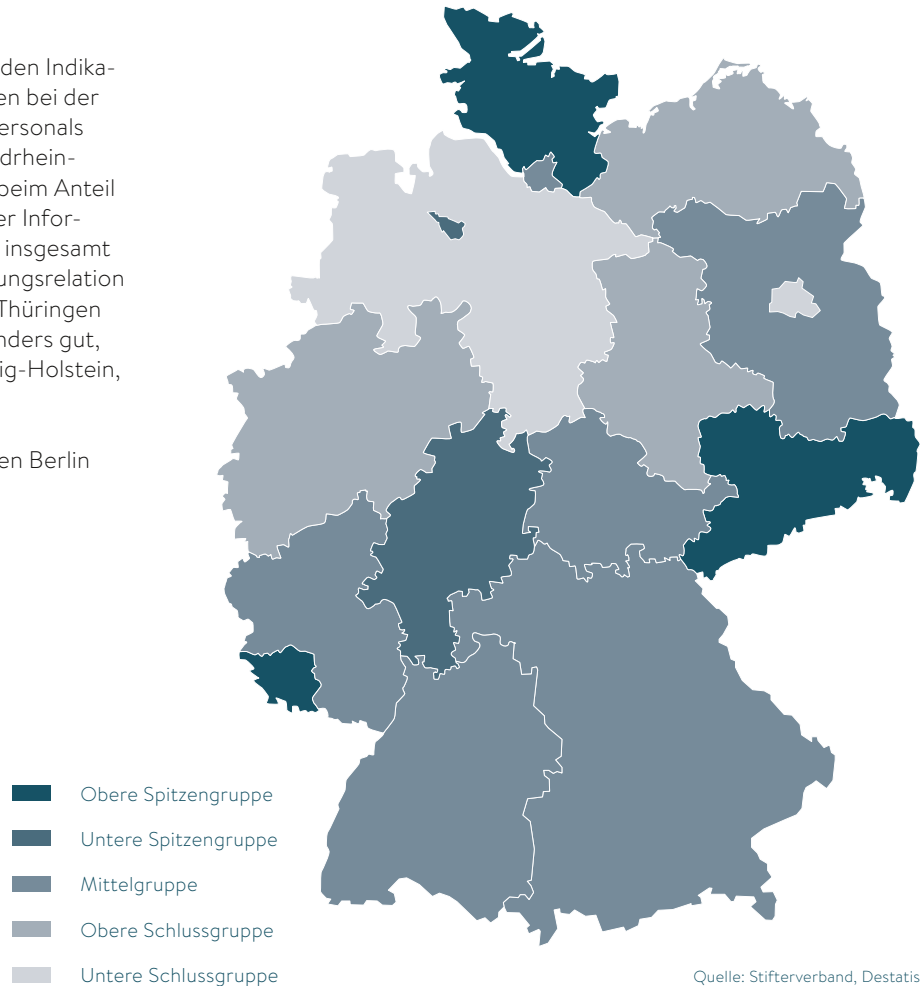 den Indika-
en bei der
ersonals
drhein-
beim Anteil
er Infor-
insgesamt
ungsrelation
Thüringen
nders gut,
ig-Holstein,
en Berlin
Obere Spitzengruppe
Untere Spitzengruppe
Mittelgruppe
Obere Schlussgruppe
Untere Schlussgruppe
Quelle: Stifterverband, Destatis